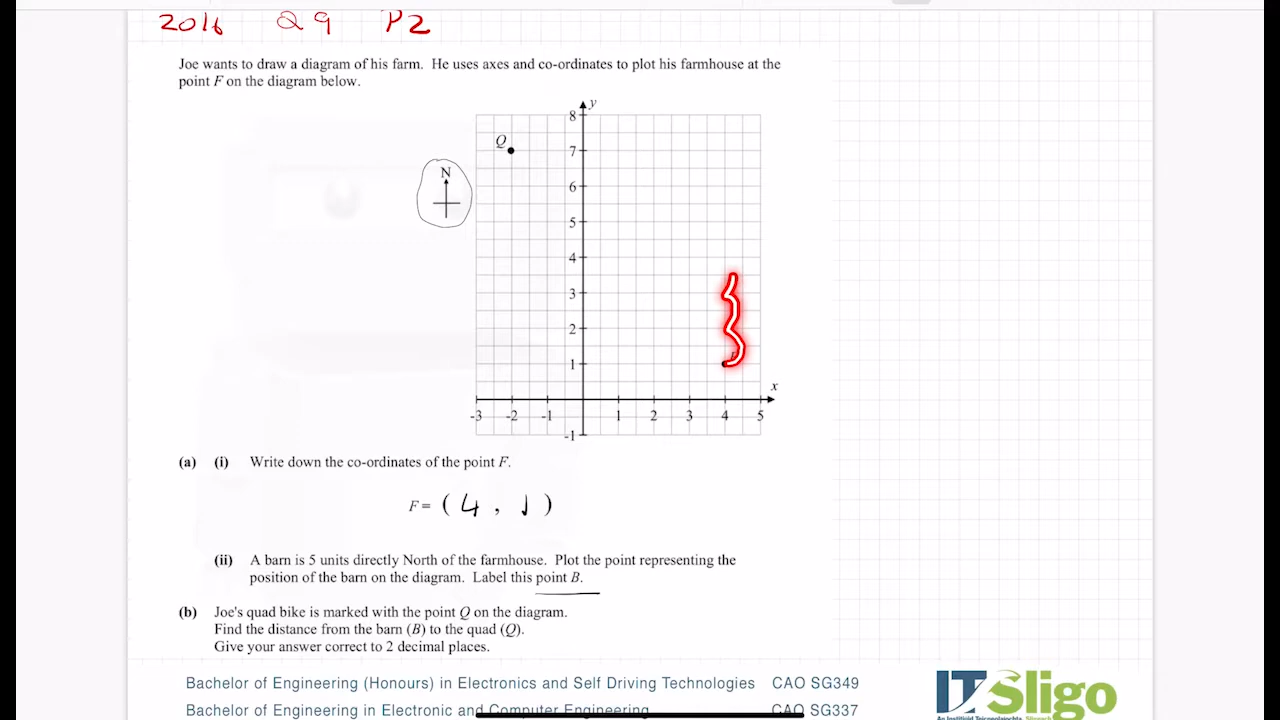 2016 Q9 P2
Joe wants to draw a diagram of his farm. He uses axes and co-ordinates to plot his farmhouse at the
point F on the diagram below.
y
8
Q
7
N
6
5
4
3
2
1
x
-3 -2 -1 1 2 3 4 5
-1
(a) (i) Write down the co-ordinates of the point F.
F = ( 4 , 1 )
(ii) A barn is 5 units directly North of the farmhouse. Plot the point representing the
position of the barn on the diagram. Label this point B.
(b) Joe's quad bike is marked with the point Q on the diagram.
Find the distance from the barn (B) to the quad (Q).
Give your answer correct to 2 decimal places.
Bachelor of Engineering (Honours) in Electronics and Self Driving Technologies CAO SG349
Bachelor of Engineering in Electronic and Computer Engineering CAO SG337
IT Sligo
An Institiúid Teicneolaíochta, Sligeach